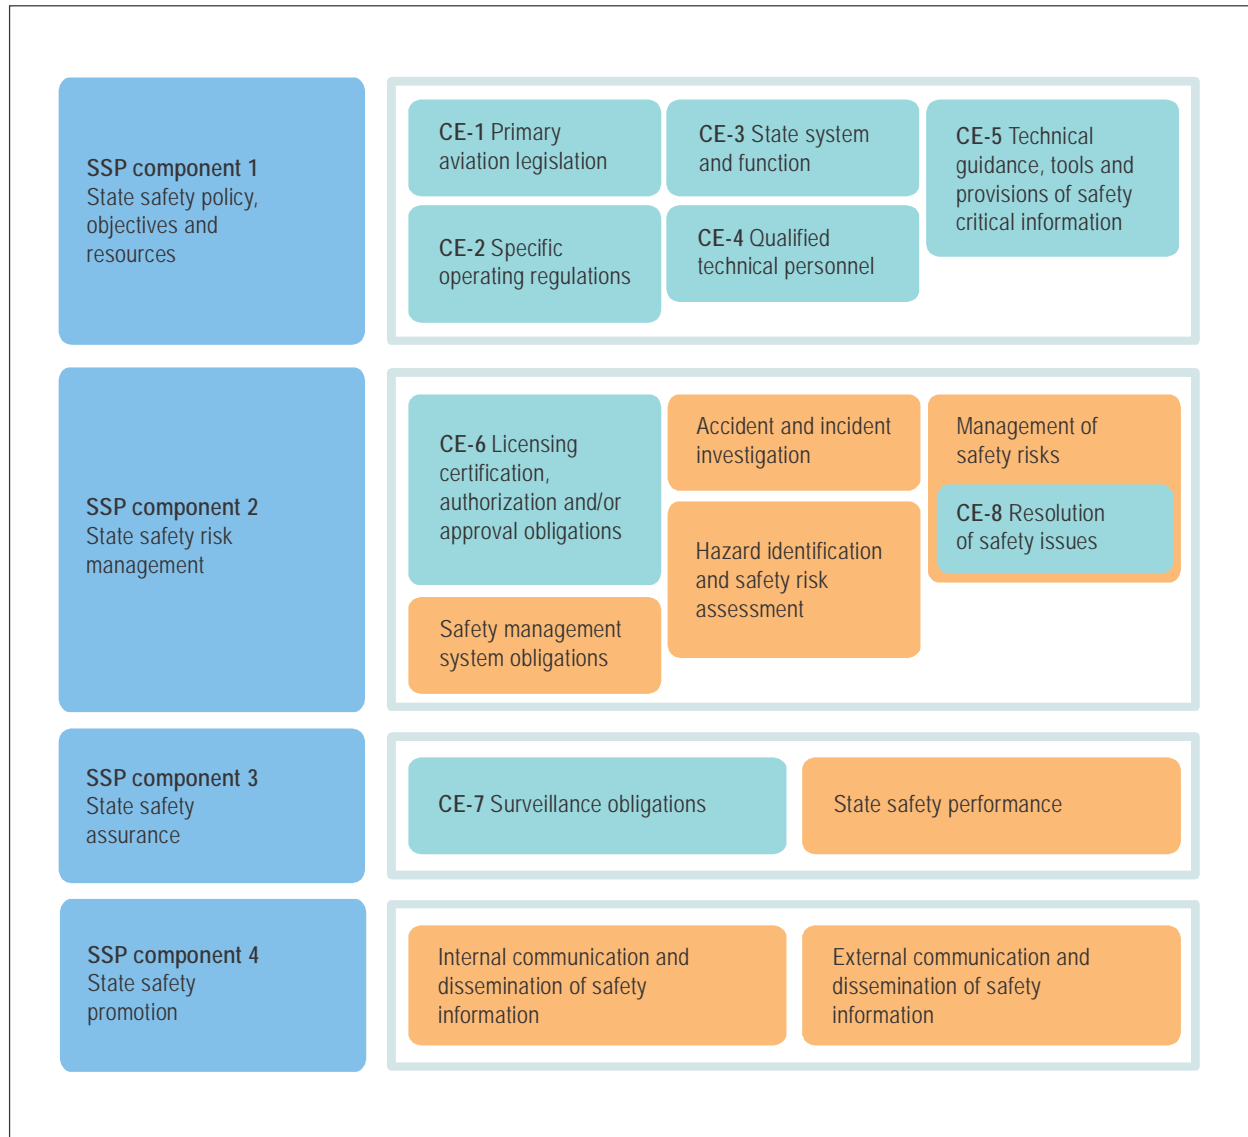 SSP component 1
State safety policy,
objectives and
resources
CE-1 Primary
aviation legislation
CE-2 Specific
operating regulations
CE-3 State system
and function
CE-4 Qualified
technical personnel
CE-5 Technical
guidance, tools and
provisions of safety
critical information
SSP component 2
State safety risk
management
CE-6 Licensing
certification,
authorization and/or
approval obligations
Safety management
system obligations
Accident and incident
investigation
Hazard identification
and safety risk
assessment
Management of
safety risks
CE-8 Resolution
of safety issues
SSP component 3
State safety
assurance
CE-7 Surveillance obligations
State safety performance
SSP component 4
State safety
promotion
Internal communication and
dissemination of safety
information
External communication and
dissemination of safety
information